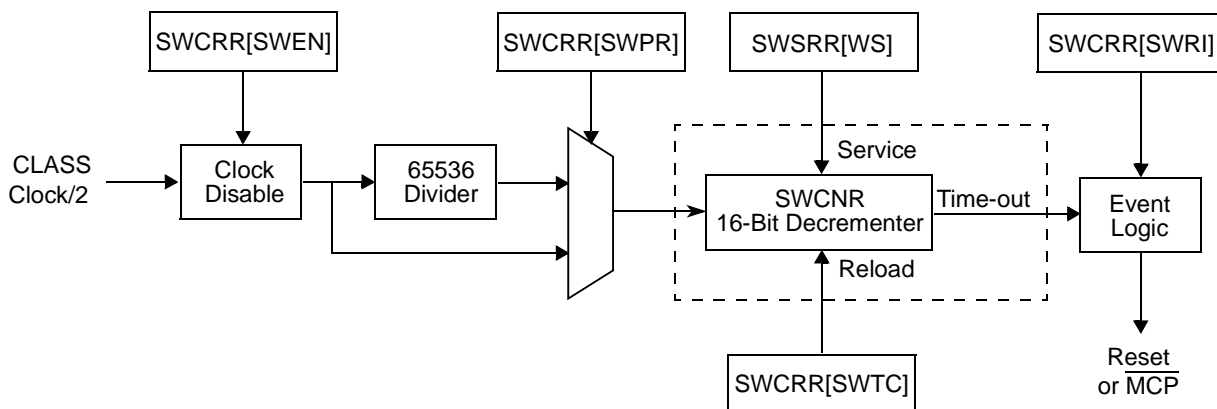 SWCRR[SWEN]
SWCRR[SWPR]
SWSRR[WS]
SWCRR[SWRI]
CLASS
Clock/2
Clock
Disable
65536
Divider
Service
SWCNR
16-Bit Decrementer
Reload
Time-out
Event
Logic
SWCRR[SWTC]
Reset
or MCP